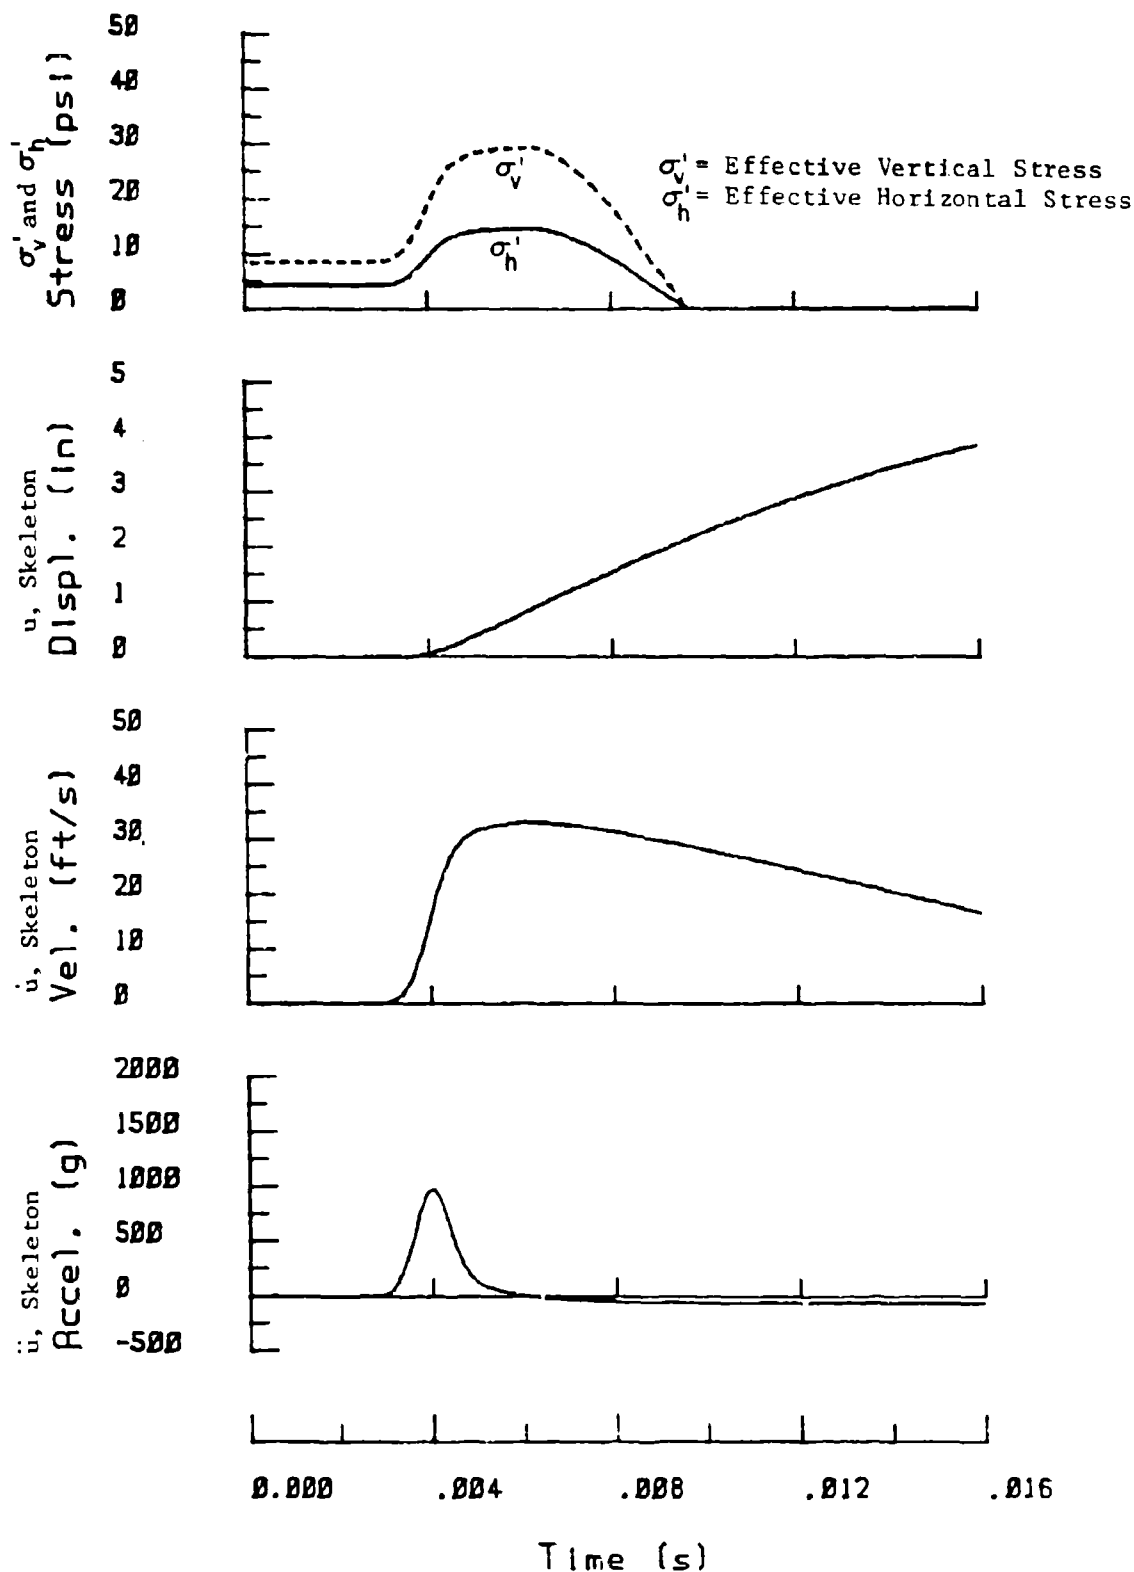 σ'v and σ'h
Stress (psi)
50
40
30
20
10
0
σ'v
σ'h
σ'v = Effective Vertical Stress
σ'h = Effective Horizontal Stress
u, Skeleton
Displ. (in)
5
4
3
2
1
0
u̇, Skeleton
Vel. (ft/s)
50
40
30
20
10
0
ü, Skeleton
Accel. (g)
2000
1500
1000
500
0
-500
0.000 .004 .008 .012 .016
Time (s)